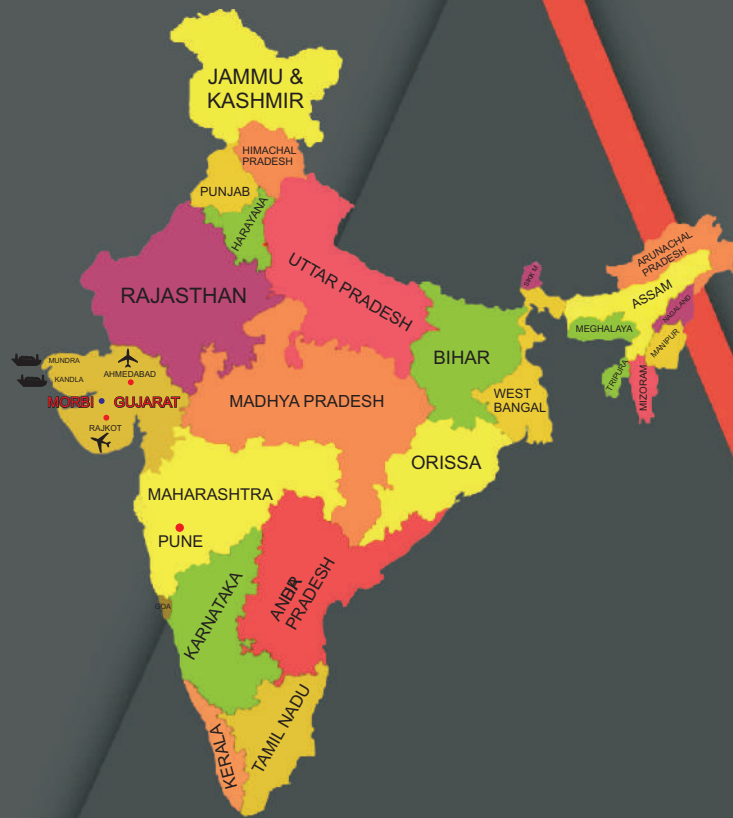 JAMMU &
KASHMIR
HIMACHAL
PRADESH
PUNJAB
HARAYANA
UTTAR PRADESH
RAJASTHAN
ARUNACHAL
PRADESH
SIKK M
ASSAM
NAGALAND
MEGHALAYA
MANIPUR
TRIPURA
MIZORAM
BIHAR
WEST
BANGAL
MUNDRA
AHMEDABAD
KANDLA
MORBI GUJARAT
RAJKOT
MADHYA PRADESH
ORISSA
MAHARASHTRA
PUNE
GOA
KARNATAKA
PRADESH
KERALA
TAMIL NADU